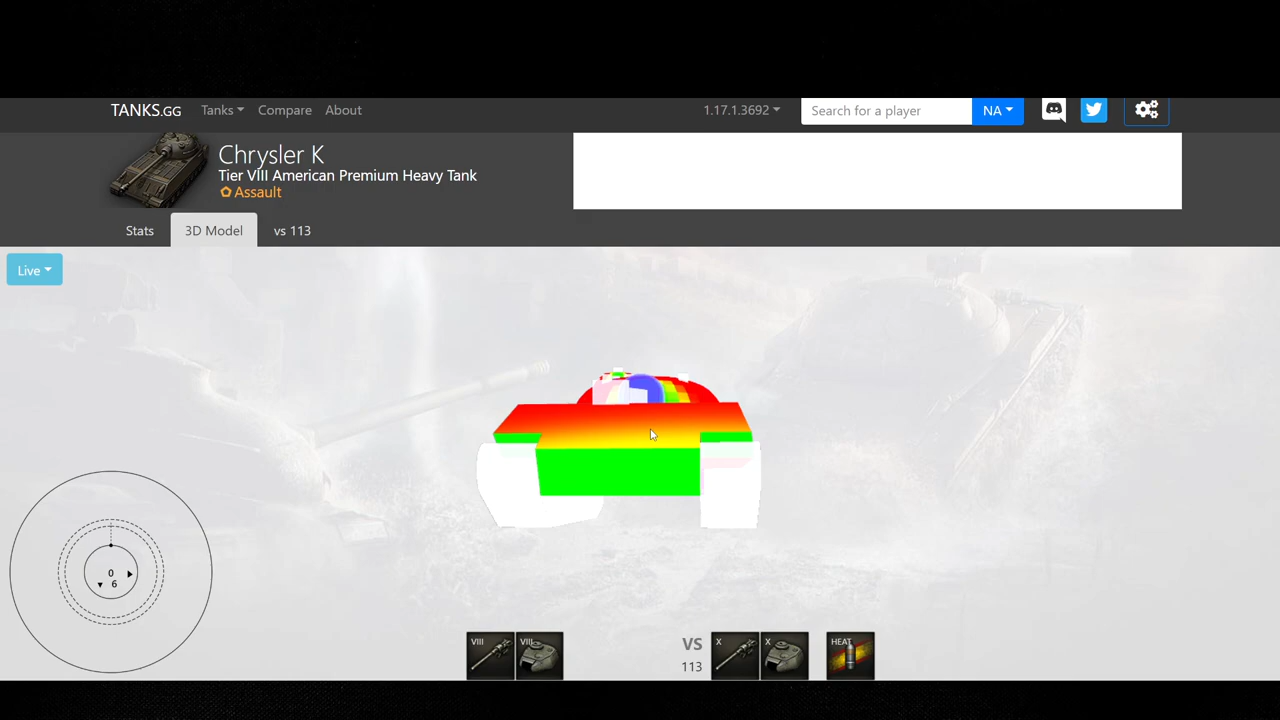 TANKS.GG Tanks Compare About 1.17.1.3692 Search for a player NA
Chrysler K
Tier VIII American Premium Heavy Tank
Assault
Stats 3D Model vs 113
Live
0
6
VIII VIII VS X X HEAT
113